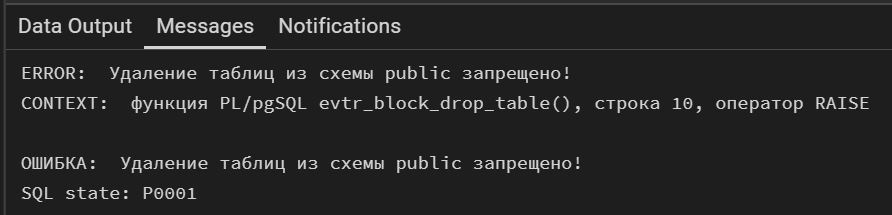 Data Output Messages Notifications
ERROR:  Удаление таблиц из схемы public запрещено!
CONTEXT:  функция PL/pgSQL evtr_block_drop_table(), строка 10, оператор RAISE
ОШИБКА:  Удаление таблиц из схемы public запрещено!
SQL state: P0001